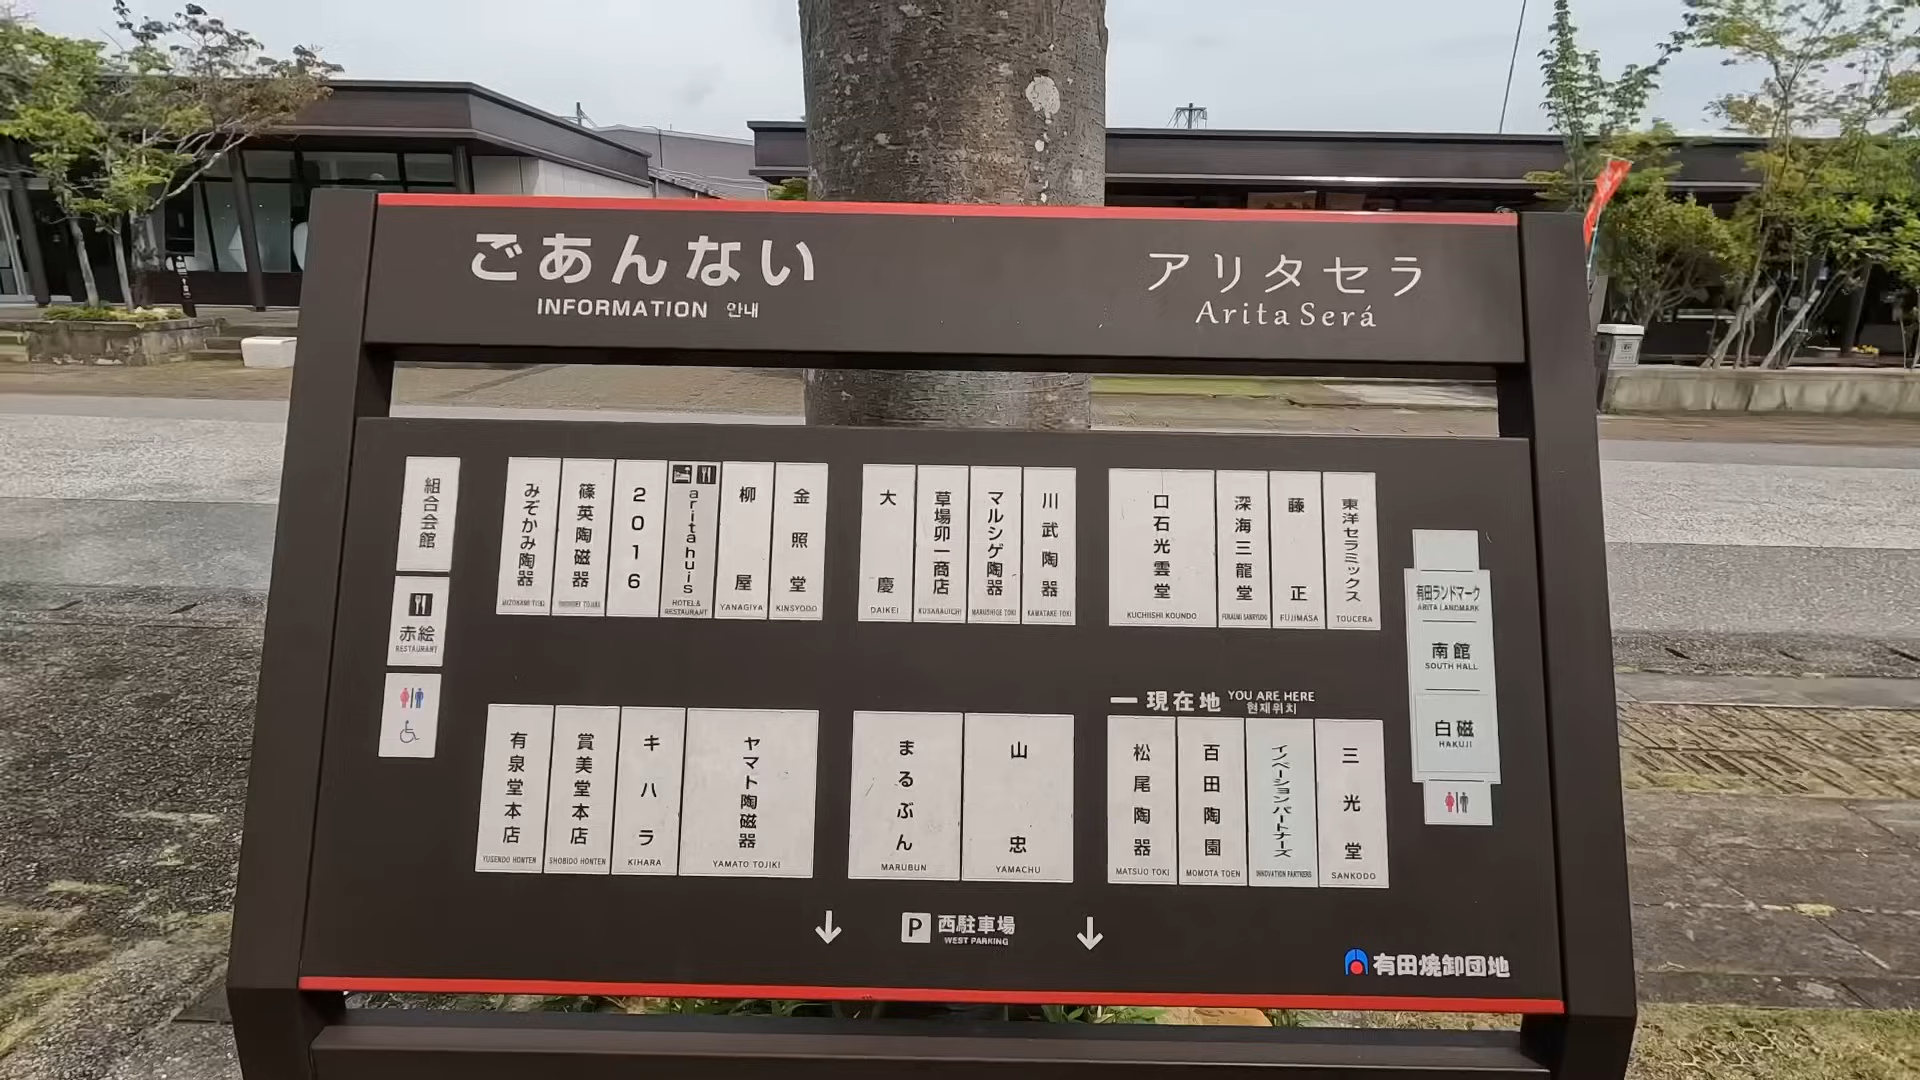 ごあんない
INFORMATION 안내
アリタセラ
Arita Será
組合会館
赤絵
RESTAURANT
みぞかみ陶器
MIZOKAMI TOKI
篠英陶磁器
2016
aritahuis
HOTEL & RESTAURANT
柳屋
YANAGIYA
金照堂
KINSYODO
大慶
DAIKEI
草場卯一商店
KUSABAUICHI
マルシゲ陶器
MARUSHIGE TOKI
川武陶器
KAWATAKE TOKI
口石光雲堂
KUCHIISHI KOUNDO
深海三龍堂
FUKAUMI SANRYUDO
藤正
FUJIMASA
東洋セラミックス
TOUCERA
有田ランドマーク
ARITA LANDMARK
南館
SOUTH HALL
白磁
HAKUJI
現在地 YOU ARE HERE
현재위치
有泉堂本店
YUSENDO HONTEN
賞美堂本店
SHOBIDO HONTEN
キハラ
KIHARA
ヤマト陶磁器
YAMATO TOJIKI
まるぶん
MARUBUN
山忠
YAMACHU
松尾陶器
MATSUO TOKI
百田陶園
MOMOTA TOEN
イノベーションパートナーズ
INNOVATION PARTNERS
三光堂
SANKODO
↓ P 西駐車場 ↓
WEST PARKING
有田焼卸団地